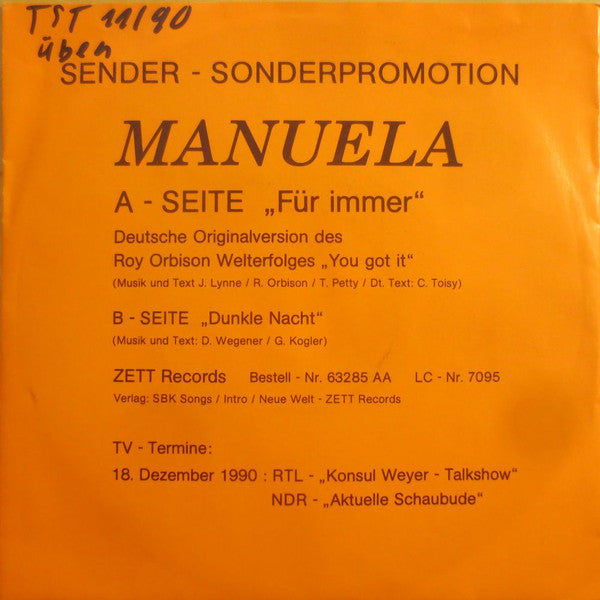 TST 11/90
üben
SENDER - SONDERPROMOTION
MANUELA
A - SEITE „Für immer“
Deutsche Originalversion des
Roy Orbison Welterfolges „You got it“
(Musik und Text J. Lynne / R. Orbison / T. Petty / Dt. Text: C. Toisy)
B - SEITE „Dunkle Nacht“
(Musik und Text: D. Wegener / G. Kogler)
ZETT Records Bestell - Nr. 63285 AA LC - Nr. 7095
Verlag: SBK Songs / Intro / Neue Welt - ZETT Records
TV - Termine:
18. Dezember 1990 : RTL - „Konsul Weyer - Talkshow“
NDR - „Aktuelle Schaubude“